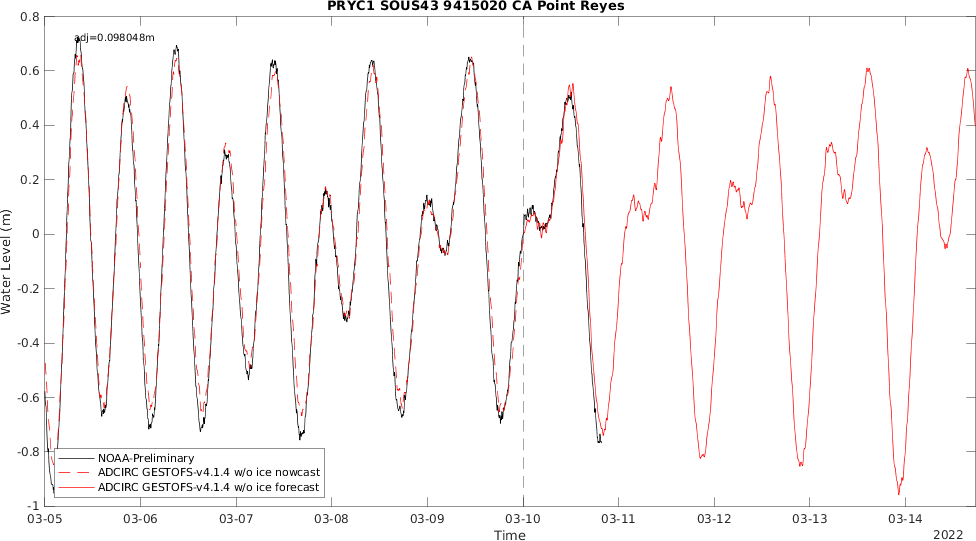 PRYC1 SOUS43 9415020 CA Point Reyes
adj=0.098048m
0.8
0.6
0.4
0.2
0
-0.2
-0.4
-0.6
-0.8
-1
Water Level (m)
NOAA-Preliminary
ADCIRC GESTOFS-v4.1.4 w/o ice nowcast
ADCIRC GESTOFS-v4.1.4 w/o ice forecast
03-05 03-06 03-07 03-08 03-09 03-10 03-11 03-12 03-13 03-14
Time
2022